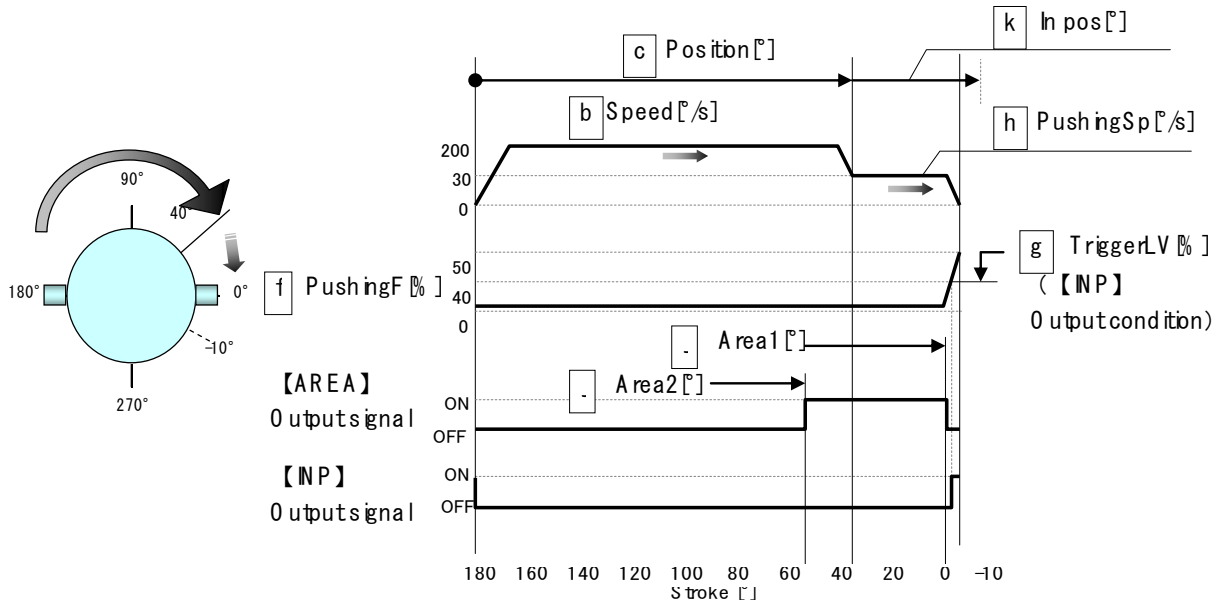 k In pos[°]
c Position[°]
b Speed[°/s]
h PushingSp[°/s]
200
30
0
90°
40°
180°
0°
-10°
270°
f PushingF[%]
50
40
0
g TriggerLV[%]
(【INP】
Output condition)
- Area1[°]
- Area2[°]
【AREA】
Output signal
ON
OFF
【INP】
Output signal
ON
OFF
180 160 140 120 100 80 60 40 20 0 -10
Stroke [°]